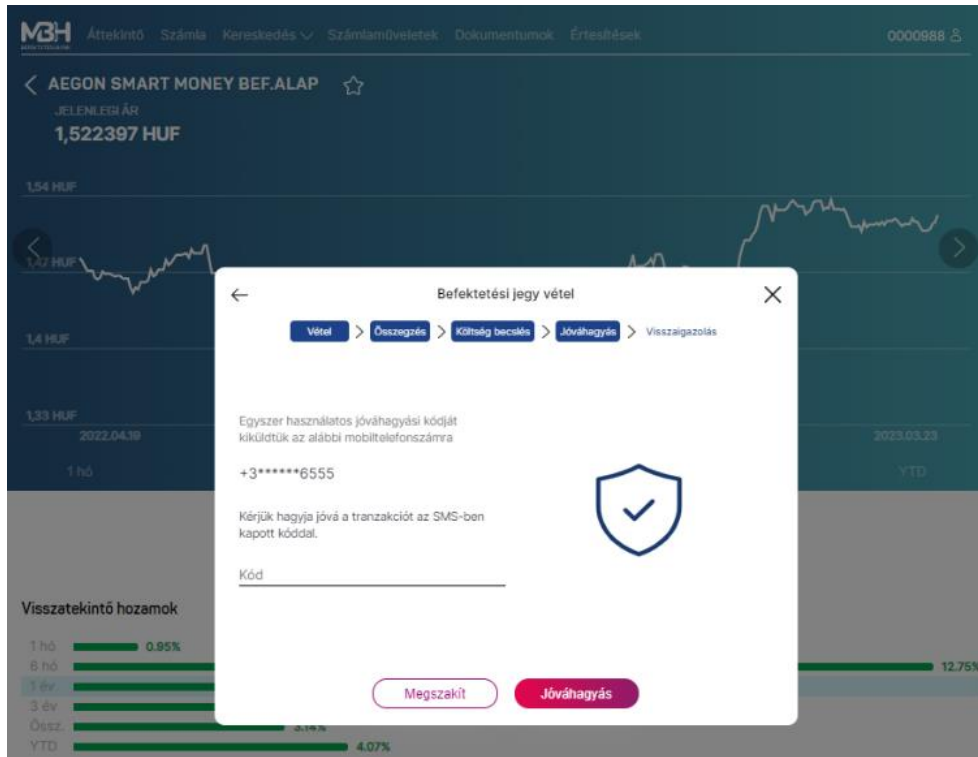 MBH Áttekintő Számla Kereskedés Számlaműveletek Dokumentumok Értesítések 0000988
AEGON SMART MONEY BEF.ALAP
JELENLEGI ÁR
1,522397 HUF
1,54 HUF
1,47 HUF
1,4 HUF
1,33 HUF
2022.04.19 2023.03.23
1 hó YTD
Befektetési jegy vétel
Vétel > Összegzés > Költség becslés > Jóváhagyás > Visszaigazolás
Egyszer használatos jóváhagyási kódját
kiküldtük az alábbi mobiltelefonszámra
+3******6555
Kérjük hagyja jóvá a tranzakciót az SMS-ben
kapott kóddal.
Kód
Megszakít Jóváhagyás
Visszatekintő hozamok
1 hó 0.95%
6 hó 12.75%
1 év
3 év
Össz. 3.14%
YTD 4.07%